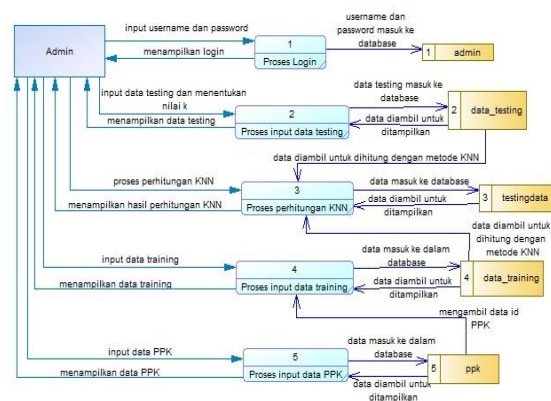 Admin
input username dan password
menampilkan login
1
Proses Login
username dan
password masuk ke
database
1 admin
input data testing dan menentukan
nilai k
menampilkan data testing
2
Proses input data testing
data testing masuk ke
database
data diambil untuk
ditampilkan
2 data_testing
data diambil untuk dihitung dengan metode KNN
proses perhitungan KNN
menampilkan hasil perhitungan KNN
3
Proses perhitungan KNN
data masuk ke database
data diambil untuk
ditampilkan
3 testingdata
data diambil untuk
dihitung dengan
metode KNN
input data training
menampilkan data training
4
Proses input data training
data masuk ke dalam
database
data diambil untuk
ditampilkan
4 data_training
mengambil data id
PPK
input data PPK
menampilkan data PPK
5
Proses input data PPK
data masuk ke dalam
database
data diambil untuk
ditampilkan
5 ppk